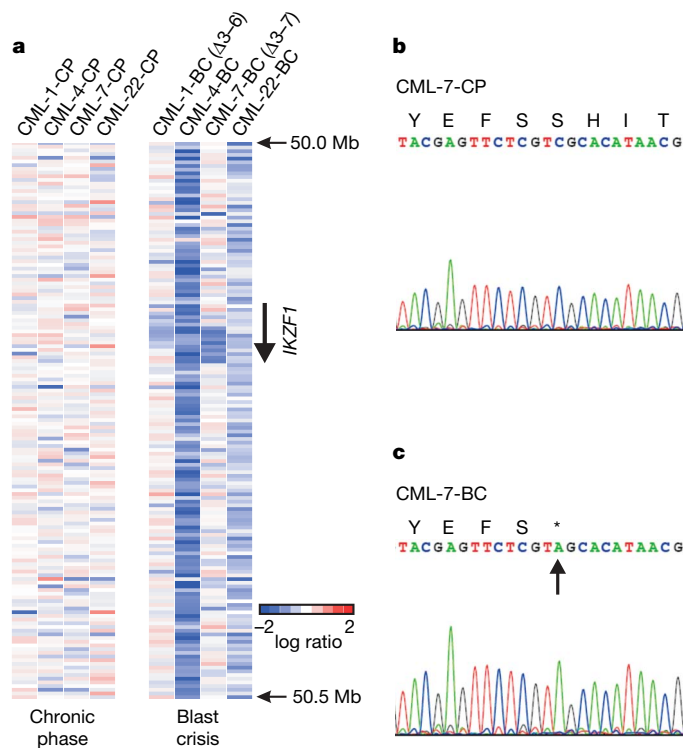 a
CML-1-CP
CML-4-CP
CML-7-CP
CML-22-CP
CML-1-BC (Δ3–6)
CML-4-BC
CML-7-BC (Δ3–7)
CML-22-BC
50.0 Mb
IKZF1
–2 2
log ratio
50.5 Mb
Chronic
phase
Blast
crisis
b
CML-7-CP
Y E F S S H I T
TACGAGTTCTCGTCGCACATAACG
c
CML-7-BC
Y E F S *
TACGAGTTCTCGTAGCACATAACG